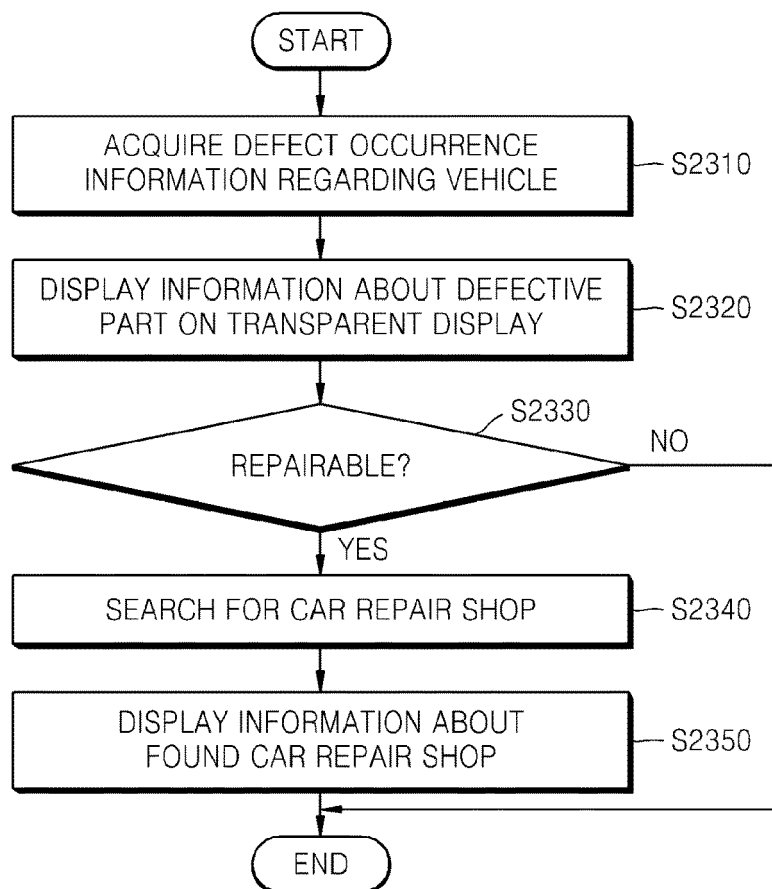 START
ACQUIRE DEFECT OCCURRENCE
INFORMATION REGARDING VEHICLE
S2310
DISPLAY INFORMATION ABOUT DEFECTIVE
PART ON TRANSPARENT DISPLAY
S2320
S2330
REPAIRABLE?
NO
YES
SEARCH FOR CAR REPAIR SHOP
S2340
DISPLAY INFORMATION ABOUT
FOUND CAR REPAIR SHOP
S2350
END